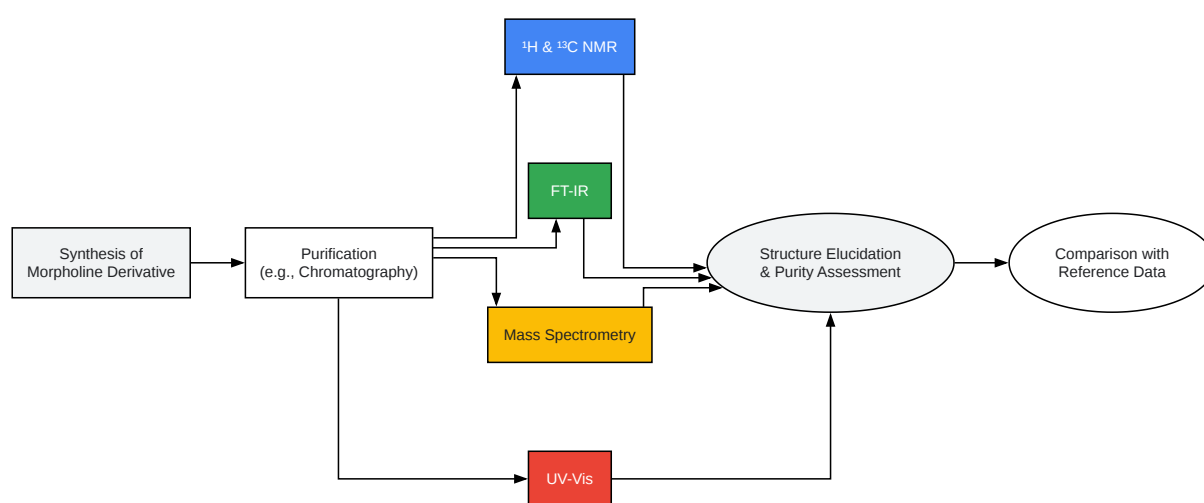 ¹H & ¹³C NMR
FT-IR
Synthesis of
Morpholine Derivative
Purification
(e.g., Chromatography)
Structure Elucidation
& Purity Assessment
Comparison with
Reference Data
Mass Spectrometry
UV-Vis